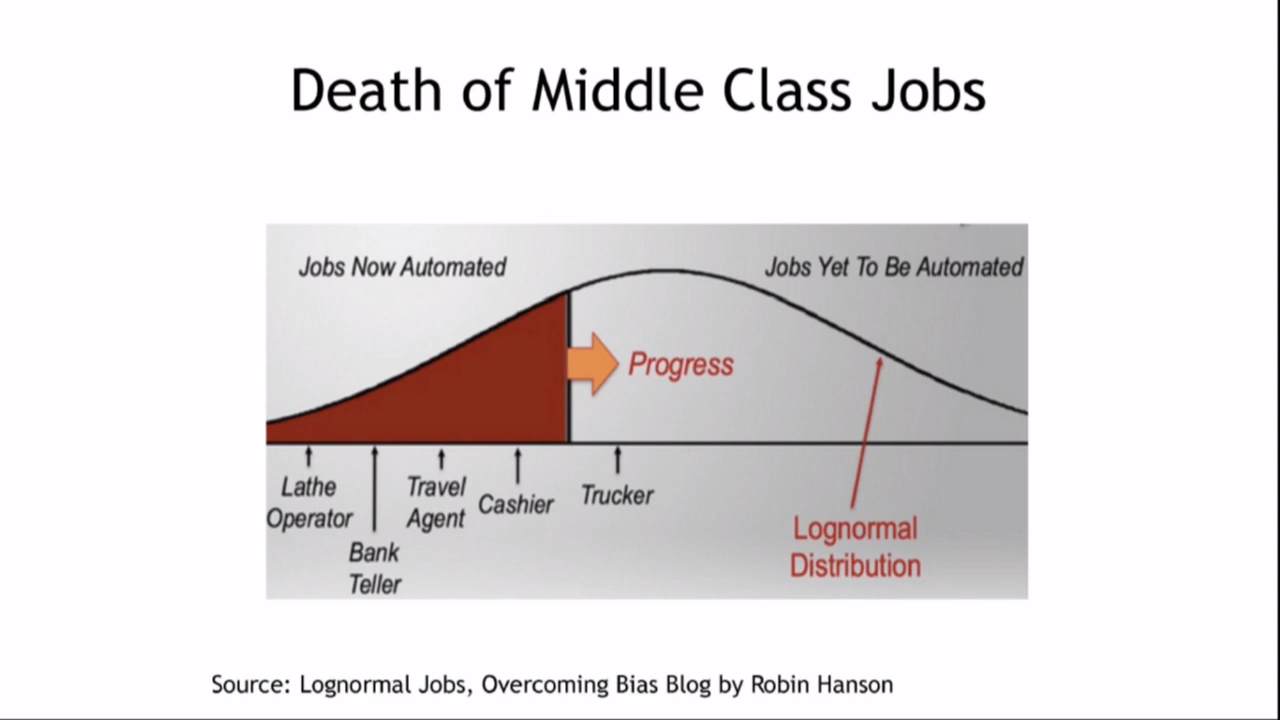 Death of Middle Class Jobs
Jobs Now Automated
Jobs Yet To Be Automated
Progress
Lathe
Operator
Bank
Teller
Travel
Agent
Cashier
Trucker
Lognormal
Distribution
Source: Lognormal Jobs, Overcoming Bias Blog by Robin Hanson